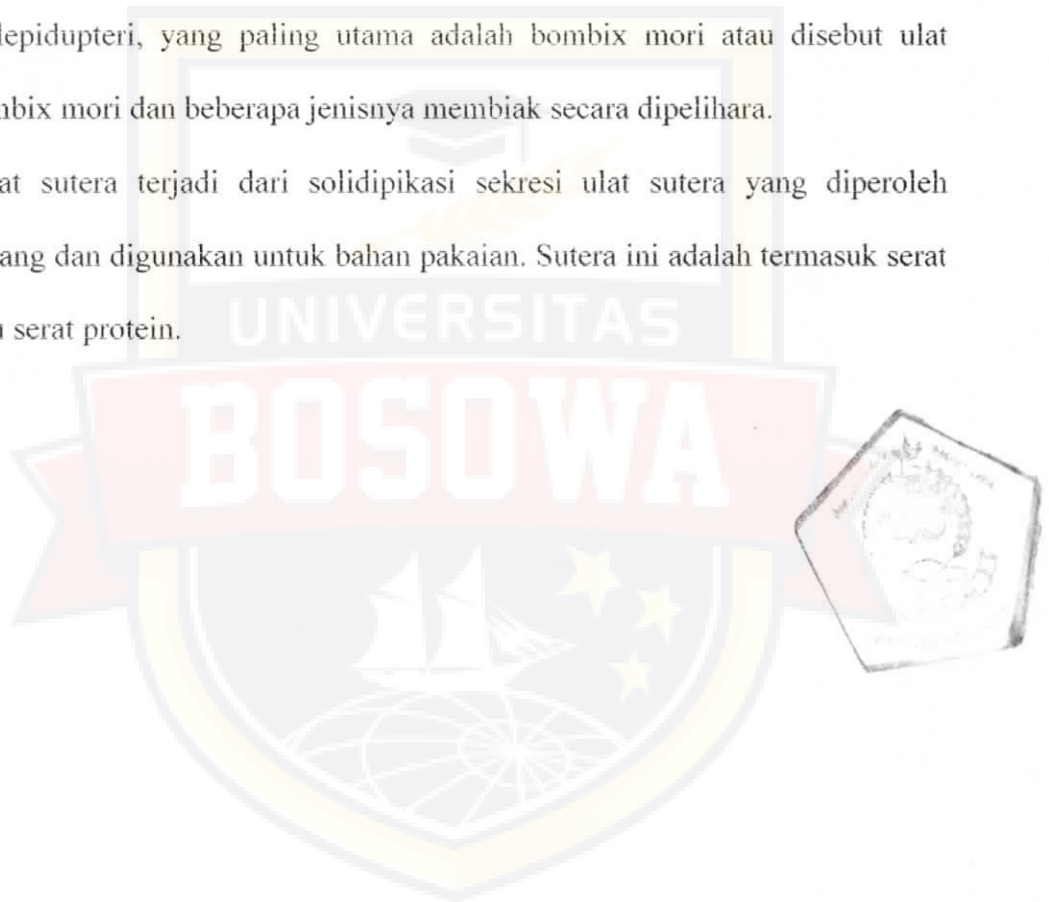 lepidupteri, yang paling utama adalah bombix mori atau disebut ulat
mbix mori dan beberapa jenisnya membiak secara dipelihara.
at sutera terjadi dari solidipikasi sekresi ulat sutera yang diperoleh
ang dan digunakan untuk bahan pakaian. Sutera ini adalah termasuk serat
serat protein.
UNIVERSITAS
BOSOWA